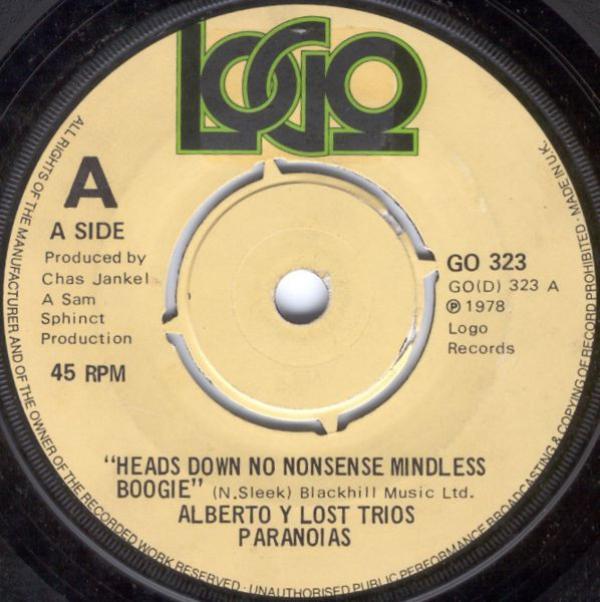 LOGO
A
A SIDE
Produced by
Chas Jankel
A Sam
Sphinct
Production
45 RPM
GO 323
GO(D) 323 A
℗ 1978
Logo
Records
"HEADS DOWN NO NONSENSE MINDLESS
BOOGIE" (N.Sleek) Blackhill Music Ltd.
ALBERTO Y LOST TRIOS
PARANOIAS
ALL RIGHTS OF THE MANUFACTURER AND OF THE OWNER OF THE RECORDED WORK RESERVED · UNAUTHORISED PUBLIC PERFORMANCE BROADCASTING & COPYING OF RECORD PROHIBITED · MADE IN U.K.